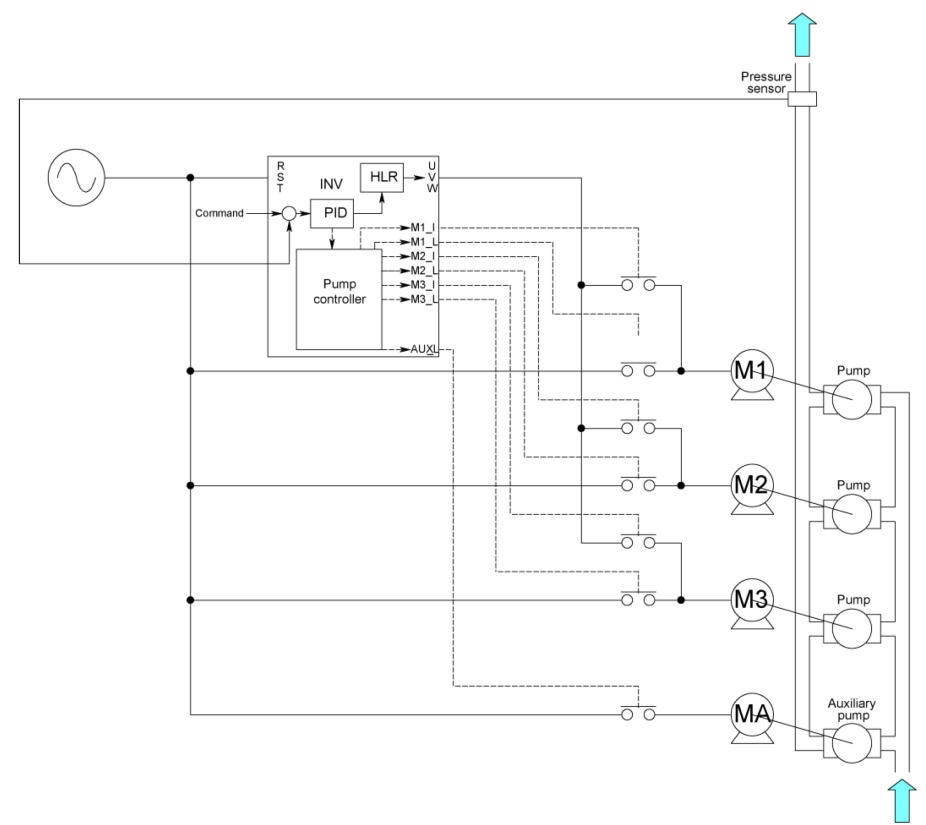 Pressure
sensor
R
S
T
INV
HLR
U
V
W
Command
PID
M1_I
M1_L
M2_I
M2_L
M3_I
M3_L
Pump
controller
AUXL
M1
Pump
M2
Pump
M3
Pump
Auxiliary
pump
MA